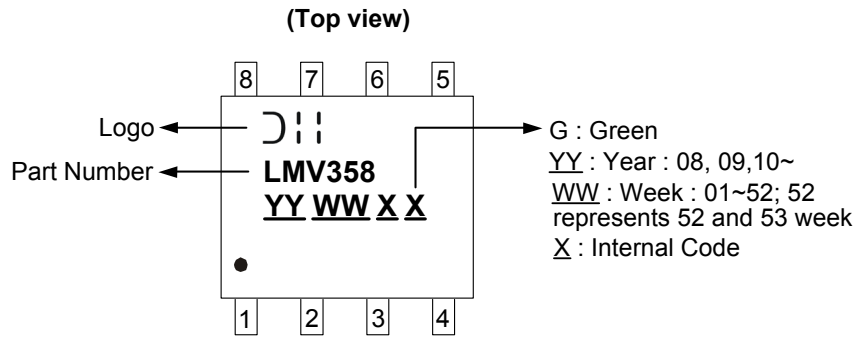 (Top view)
8 7 6 5
Logo
Part Number
LMV358
YY WW X X
G : Green
YY : Year : 08, 09,10~
WW : Week : 01~52; 52
represents 52 and 53 week
X : Internal Code
1 2 3 4